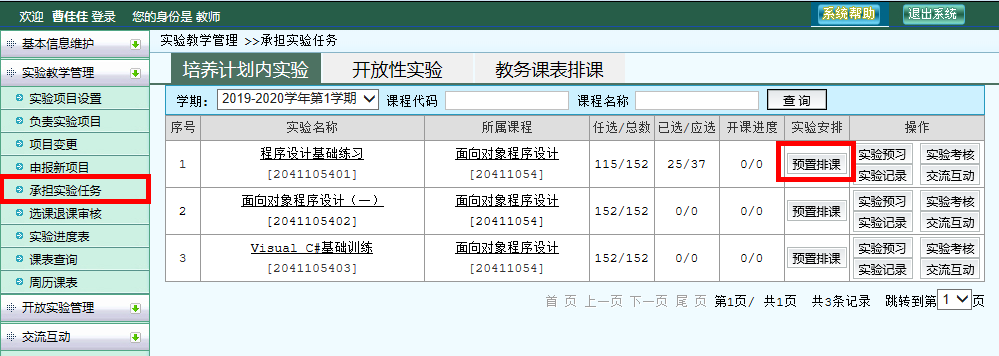 欢迎 曹佳佳 登录 您的身份是 教师 系统帮助 退出系统
基本信息维护
实验教学管理
实验项目设置
负责实验项目
项目变更
申报新项目
承担实验任务
选课退课审核
实验进度表
课表查询
周历课表
开放实验管理
交流互动
实验教学管理 >>承担实验任务
培养计划内实验 开放性实验 教务课表排课
学期: 2019-2020学年第1学期 课程代码 课程名称 查 询
序号 实验名称 所属课程 任选/总数 已选/应选 开课进度 实验安排 操作
1 程序设计基础练习 [2041105401] 面向对象程序设计 [20411054] 115/152 25/37 0/0 预置排课 实验预习 实验考核 实验记录 交流互动
2 面向对象程序设计（一） [2041105402] 面向对象程序设计 [20411054] 152/152 0/0 0/0 预置排课 实验预习 实验考核 实验记录 交流互动
3 Visual C#基础训练 [2041105403] 面向对象程序设计 [20411054] 152/152 0/0 0/0 预置排课 实验预习 实验考核 实验记录 交流互动
首 页 上一页 下一页 尾 页 第1页/ 共1页 共3条记录 跳转到第 1 页